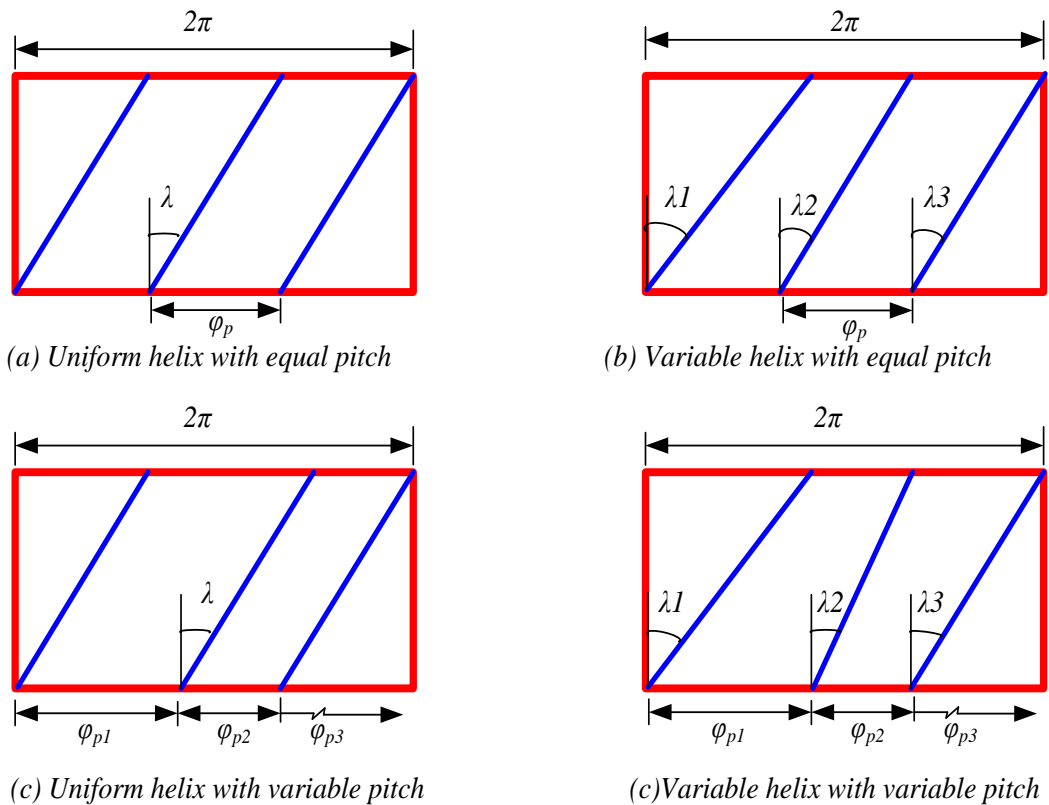 2π
λ
φp
(a) Uniform helix with equal pitch
2π
λ1
λ2
λ3
φp
(b) Variable helix with equal pitch
2π
λ
φp1
φp2
φp3
(c) Uniform helix with variable pitch
2π
λ1
λ2
λ3
φp1
φp2
φp3
(c)Variable helix with variable pitch